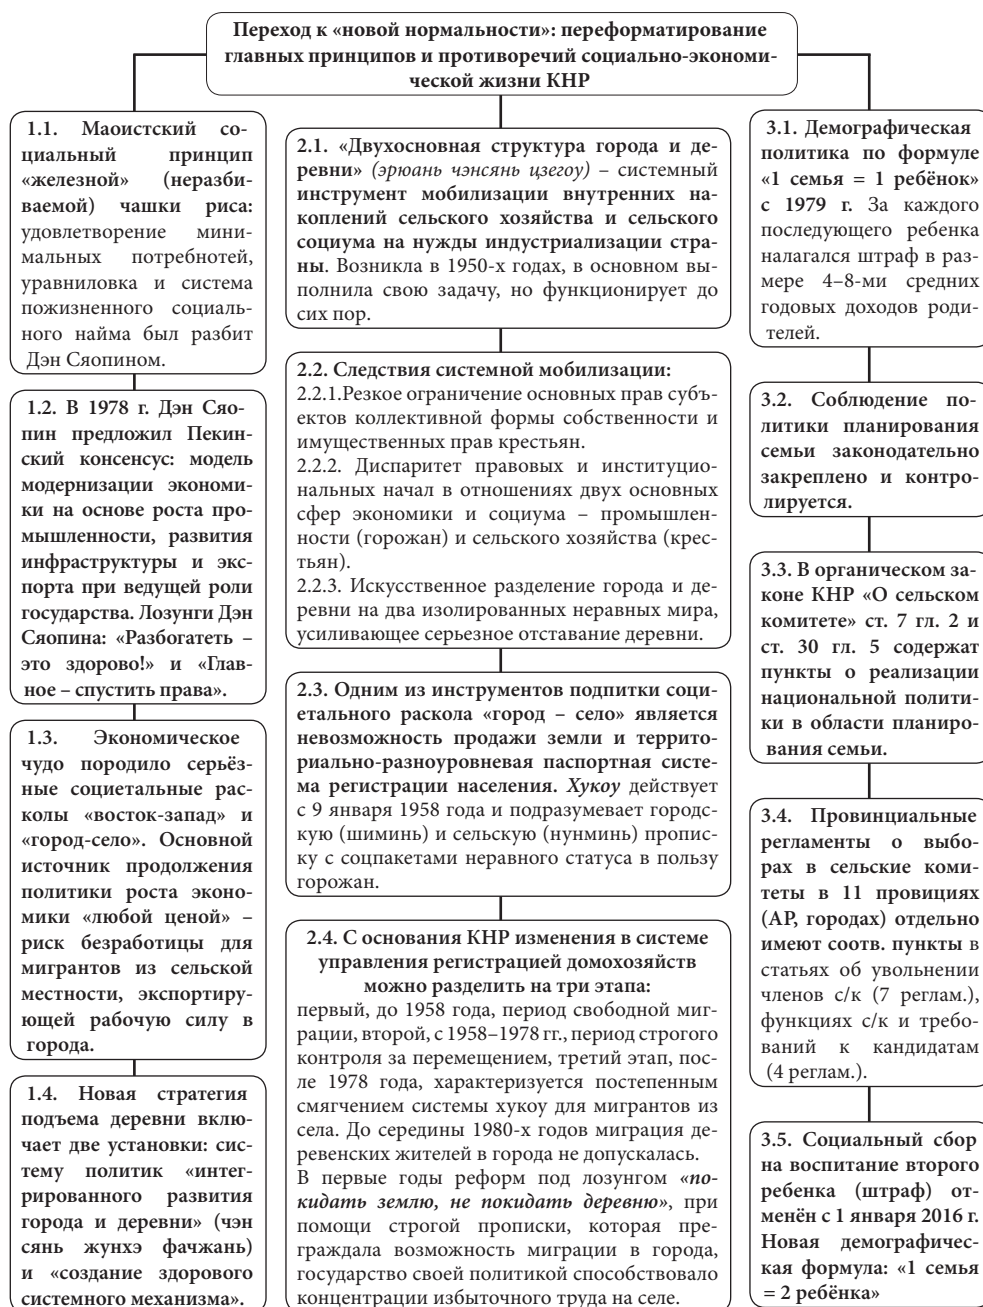 Переход к «новой нормальности»: переформатирование
главных принципов и противоречий социально-экономи-
ческой жизни КНР
1.1. Маоистский со-
циальный принцип
«железной» (неразби-
ваемой) чашки риса:
удовлетворение мини-
мальных потребнотей,
уравниловка и система
пожизненного социаль-
ного найма был разбит
Дэн Сяопином.
1.2. В 1978 г. Дэн Сяо-
пин предложил Пекин-
ский консенсус: модель
модернизации экономи-
ки на основе роста про-
мышленности, развития
инфраструктуры и экс-
порта при ведущей роли
государства. Лозунги Дэн
Сяопина: «Разбогатеть –
это здорово!» и «Глав-
ное – спустить права».
1.3. Экономическое
чудо породило серьёз-
ные социетальные рас-
колы «восток-запад» и
«город-село». Основной
источник продолжения
политики роста эконо-
мики «любой ценой» –
риск безработицы для
мигрантов из сельской
местности, экспортиру-
ющей рабочую силу в
города.
1.4. Новая стратегия
подъема деревни вклю-
чает две установки: сис-
тему политик «интег-
рированного развития
города и деревни» (чэн
сянь жунхэ фачжань)
и «создание здорового
системного механизма».
2.1. «Двухосновная структура города и де-
ревни» (эрюань чэнсянь цзегоу) – системный
инструмент мобилизации внутренних на-
коплений сельского хозяйства и сельского
социума на нужды индустриализации стра-
ны. Возникла в 1950-х годах, в основном вы-
полнила свою задачу, но функционирует до
сих пор.
2.2. Следствия системной мобилизации:
2.2.1.Резкое ограничение основных прав субъ-
ектов коллективной формы собственности и
имущественных прав крестьян.
2.2.2. Диспаритет правовых и институцио-
нальных начал в отношениях двух основных
сфер экономики и социума – промышлен-
ности (горожан) и сельского хозяйства (крес-
тьян).
2.2.3. Искусственное разделение города и де-
ревни на два изолированных неравных мира,
усиливающее серьезное отставание деревни.
2.3. Одним из инструментов подпитки соци-
етального раскола «город – село» является
невозможность продажи земли и террито-
риально-разноуровневая паспортная систе-
ма регистрации населения. Хукоу действует
с 9 января 1958 года и подразумевает городс-
кую (шиминь) и сельскую (нунминь) пропис-
ку с соцпакетами неравного статуса в пользу
горожан.
2.4. С основания КНР изменения в системе
управления регистрацией домохозяйств
можно разделить на три этапа:
первый, до 1958 года, период свободной миг-
рации, второй, с 1958–1978 гг., период строгого
контроля за перемещением, третий этап, пос-
ле 1978 года, характеризуется постепенным
смягчением системы хукоу для мигрантов из
села. До середины 1980-х годов миграция де-
ревенских жителей в города не допускалась.
В первые годы реформ под лозунгом «по-
кидать землю, не покидать деревню», при
помощи строгой прописки, которая пре-
граждала возможность миграции в города,
государство своей политикой способствовало
концентрации избыточного труда на селе.
3.1. Демографическая
политика по формуле
«1 семья = 1 ребёнок»
с 1979 г. За каждого
последующего ребенка
налагался штраф в раз-
мере 4–8-ми средних
годовых доходов роди-
телей.
3.2. Соблюдение по-
литики планирования
семьи законодательно
закреплено и контро-
лируется.
3.3. В органическом за-
коне КНР «О сельском
комитете» ст. 7 гл. 2 и
ст. 30 гл. 5 содержат
пункты о реализации
национальной полити-
ки в области планиро-
вания семьи.
3.4. Провинциальные
регламенты о выбо-
рах в сельские коми-
теты в 11 провициях
(АР, городах) отдельно
имеют соотв. пункты в
статьях об увольнении
членов с/к (7 реглам.),
функциях с/к и требо-
ваний к кандидатам
(4 реглам.).
3.5. Социальный сбор
на воспитание второго
ребенка (штраф) от-
менён с 1 января 2016 г.
Новая демографичес-
кая формула: «1 семья
= 2 ребёнка»